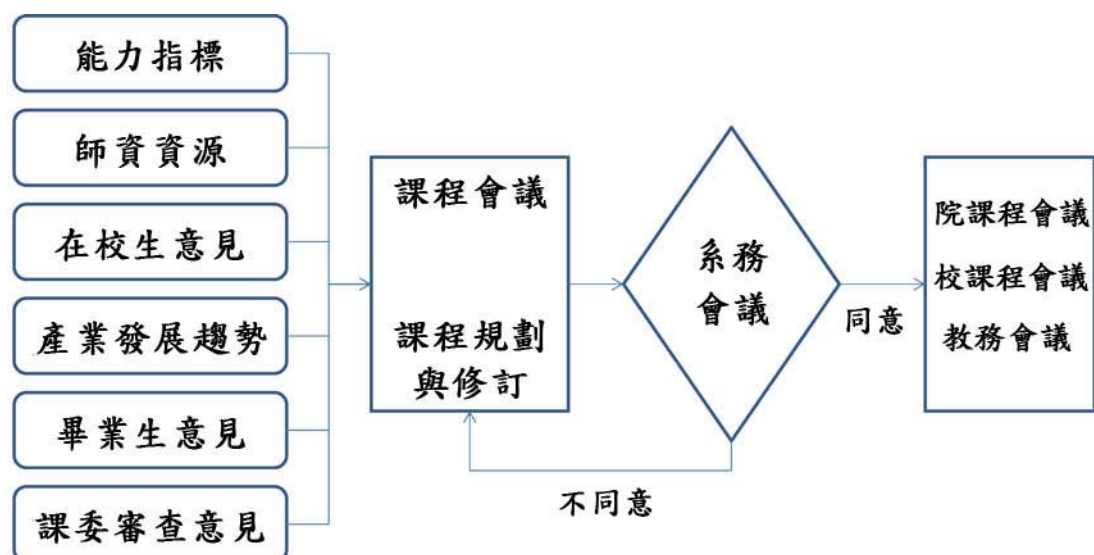 能力指標
師資資源
在校生意見
產業發展趨勢
畢業生意見
課委審查意見
課程會議
課程規劃
與修訂
系務
會議
同意
不同意
院課程會議
校課程會議
教務會議